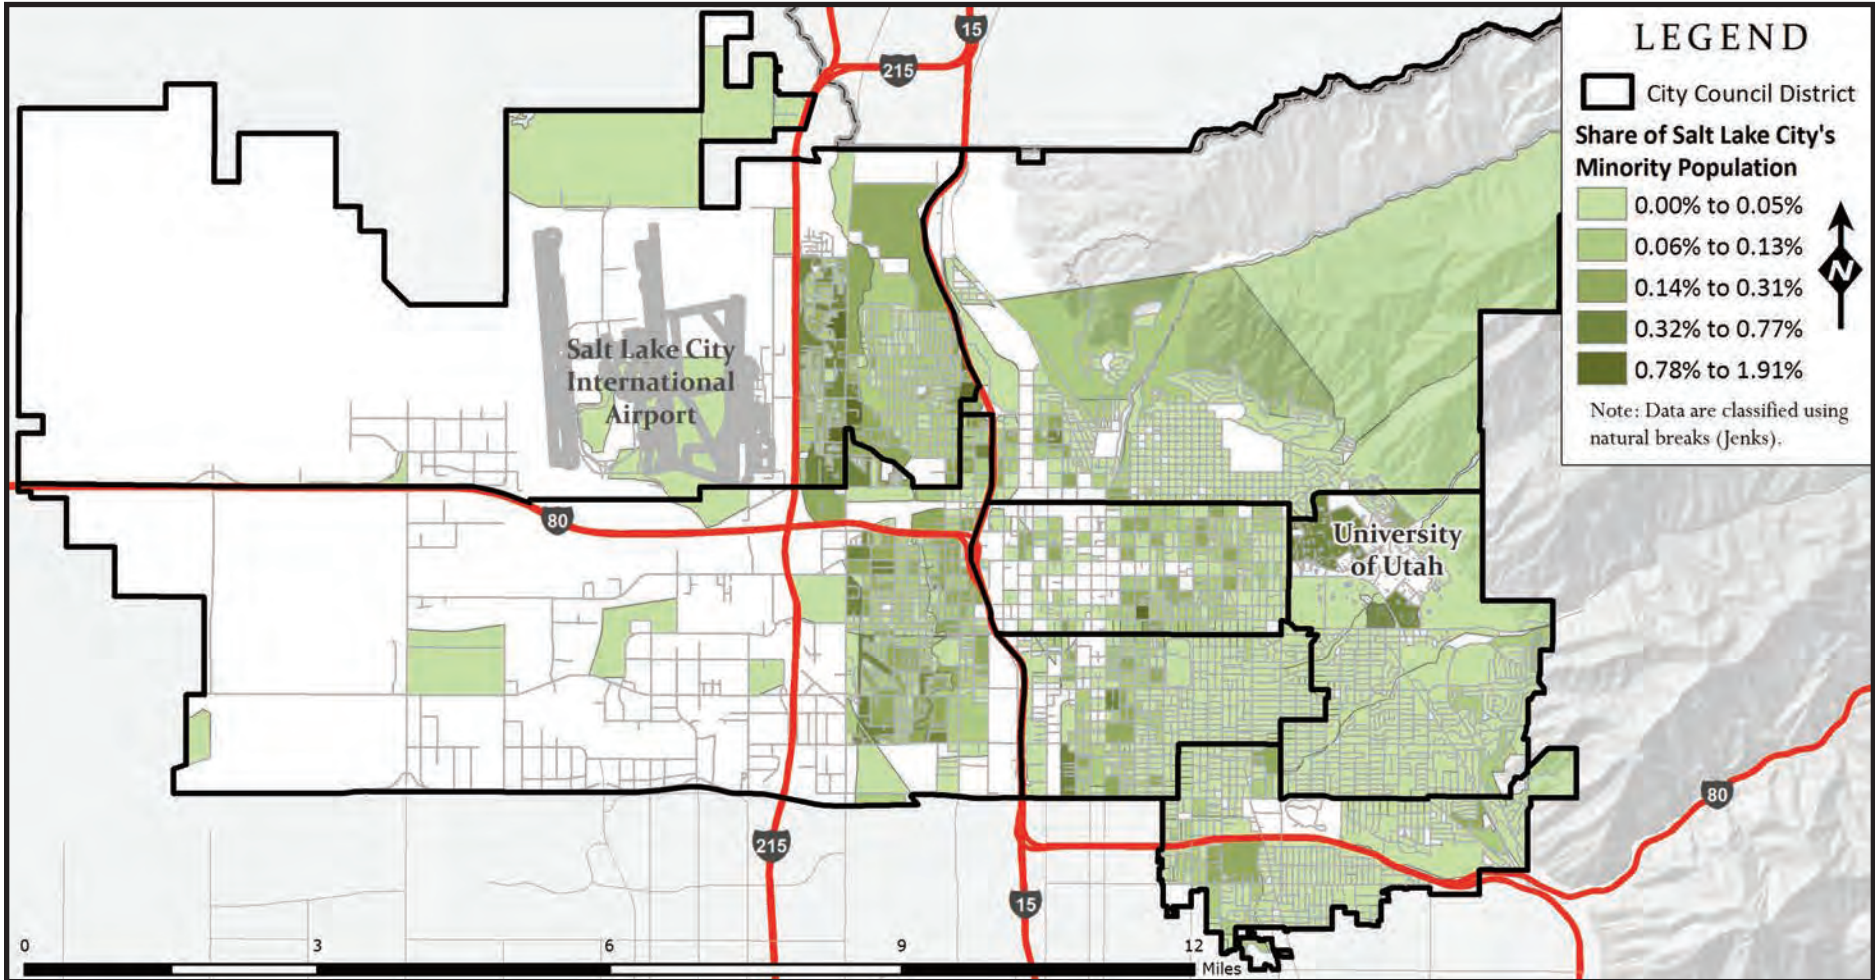 LEGEND
City Council District
Share of Salt Lake City's
Minority Population
0.00% to 0.05%
0.06% to 0.13%
0.14% to 0.31%
0.32% to 0.77%
0.78% to 1.91%
N
Note: Data are classified using
natural breaks (Jenks).
15
215
Salt Lake City
International
Airport
80
University
of Utah
80
215
15
0 3 6 9 12
Miles